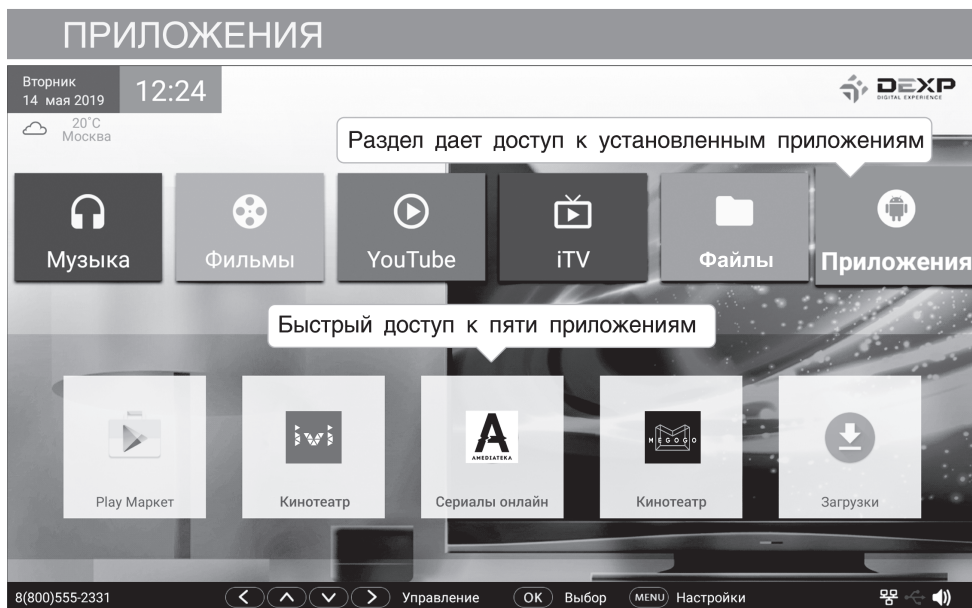 ПРИЛОЖЕНИЯ
Вторник
14 мая 2019
12:24
DEXP
DIGITAL EXPERIENCE
20°C
Москва
Раздел дает доступ к установленным приложениям
Музыка
Фильмы
YouTube
iTV
Файлы
Приложения
Быстрый доступ к пяти приложениям
ivi
AMEDIATEKA
MEGOGO
Play Маркет
Кинотеатр
Сериалы онлайн
Кинотеатр
Загрузки
8(800)555-2331
Управление
OK
Выбор
MENU
Настройки